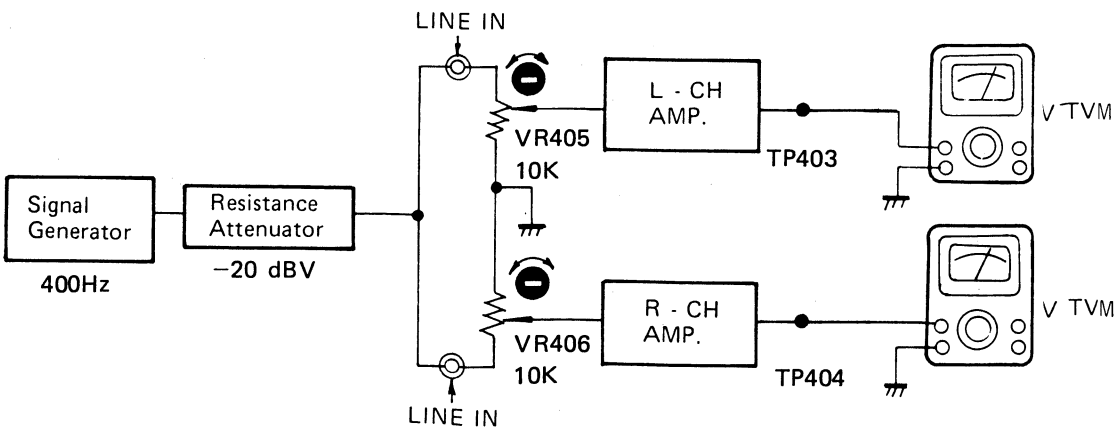 LINE IN
L - CH
AMP.
VR405
10K
TP403
V TVM
Signal
Generator
400Hz
Resistance
Attenuator
−20 dBV
R - CH
AMP.
VR406
10K
TP404
V TVM
LINE IN